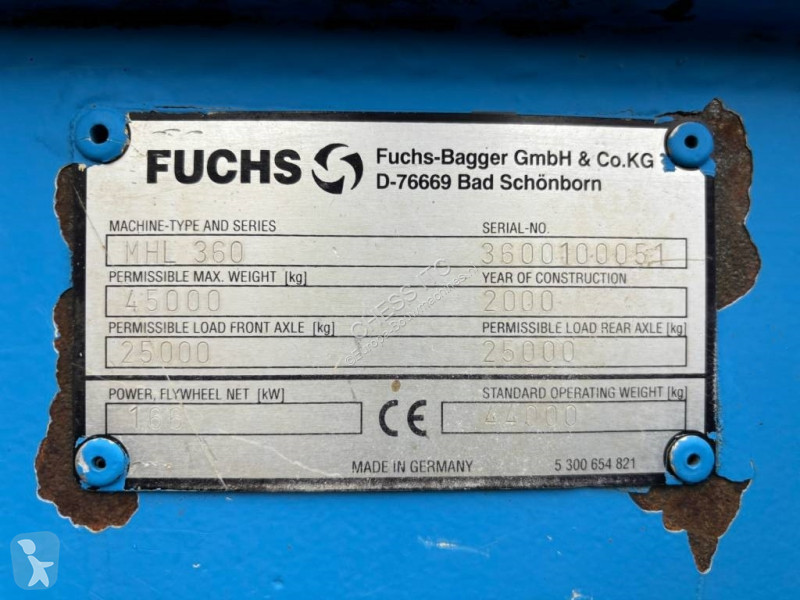 FUCHS
Fuchs-Bagger GmbH & Co.KG
D-76669 Bad Schönborn
MACHINE-TYPE AND SERIES SERIAL-NO.
MHL 360 3600100051
PERMISSIBLE MAX. WEIGHT [kg] YEAR OF CONSTRUCTION
45000 2000
PERMISSIBLE LOAD FRONT AXLE [kg] PERMISSIBLE LOAD REAR AXLE [kg]
25000 25000
POWER, FLYWHEEL NET [kW] STANDARD OPERATING WEIGHT [kg]
CE 44000
MADE IN GERMANY 5 300 654 821